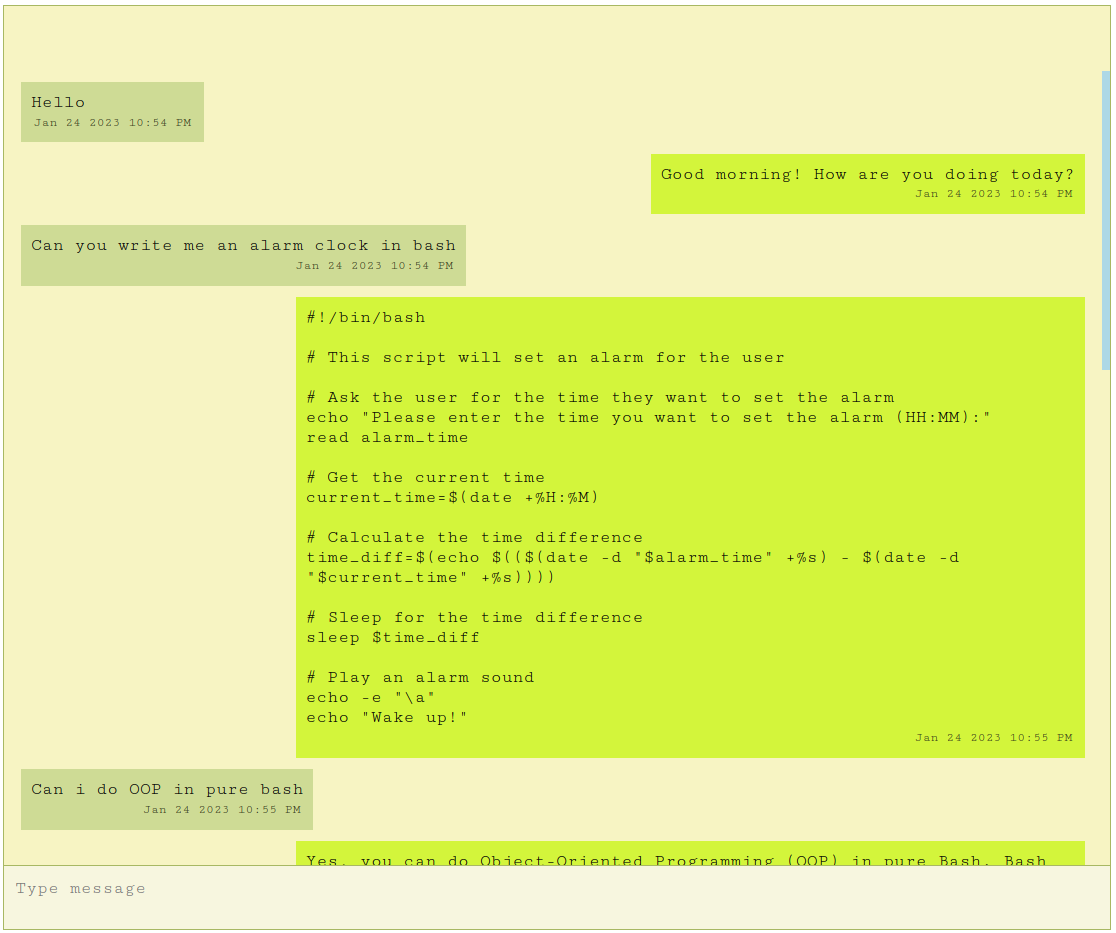 Hello
Jan 24 2023 10:54 PM
Good morning! How are you doing today?
Jan 24 2023 10:54 PM
Can you write me an alarm clock in bash
Jan 24 2023 10:54 PM
#!/bin/bash
# This script will set an alarm for the user
# Ask the user for the time they want to set the alarm
echo "Please enter the time you want to set the alarm (HH:MM):"
read alarm_time
# Get the current time
current_time=$(date +%H:%M)
# Calculate the time difference
time_diff=$(echo $(($(date -d "$alarm_time" +%s) - $(date -d
"$current_time" +%s))))
# Sleep for the time difference
sleep $time_diff
# Play an alarm sound
echo -e "\a"
echo "Wake up!"
Jan 24 2023 10:55 PM
Can i do OOP in pure bash
Jan 24 2023 10:55 PM
Yes, you can do Object-Oriented Programming (OOP) in pure Bash. Bash
Type message